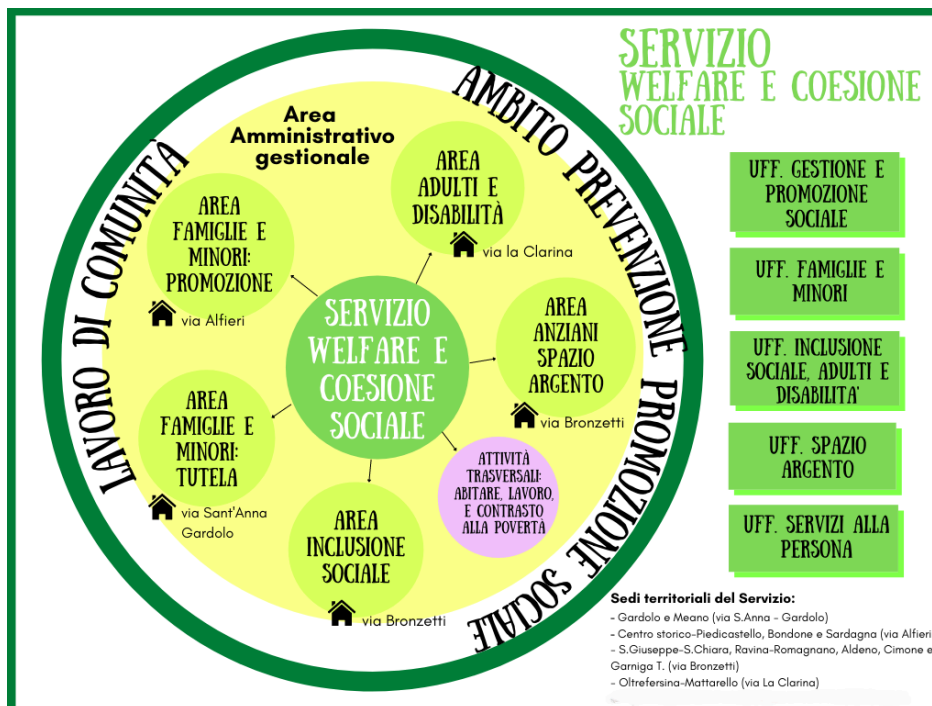 SERVIZIO
WELFARE E COESIONE
SOCIALE
LAVORO DI COMUNITÀ
AMBITO PREVENZIONE PROMOZIONE SOCIALE
Area
Amministrativo
gestionale
AREA
ADULTI E
DISABILITÀ
via la Clarina
AREA
FAMIGLIE E
MINORI:
PROMOZIONE
via Alfieri
SERVIZIO
WELFARE E
COESIONE
SOCIALE
AREA
ANZIANI
SPAZIO
ARGENTO
via Bronzetti
AREA
FAMIGLIE E
MINORI:
TUTELA
via Sant'Anna
Gardolo
ATTIVITÀ
TRASVERSALI:
ABITARE, LAVORO,
E CONTRASTO
ALLA POVERTÀ
AREA
INCLUSIONE
SOCIALE
via Bronzetti
UFF. GESTIONE E
PROMOZIONE
SOCIALE
UFF. FAMIGLIE E
MINORI
UFF. INCLUSIONE
SOCIALE, ADULTI E
DISABILITA'
UFF. SPAZIO
ARGENTO
UFF. SERVIZI ALLA
PERSONA
Sedi territoriali del Servizio:
- Gardolo e Meano (via S.Anna - Gardolo)
- Centro storico-Piedicastello, Bondone e Sardagna (via Alfieri
- S.Giuseppe-S.Chiara, Ravina-Romagnano, Aldeno, Cimone e
Garniga T. (via Bronzetti)
- Oltrefersina-Mattarello (via La Clarina)